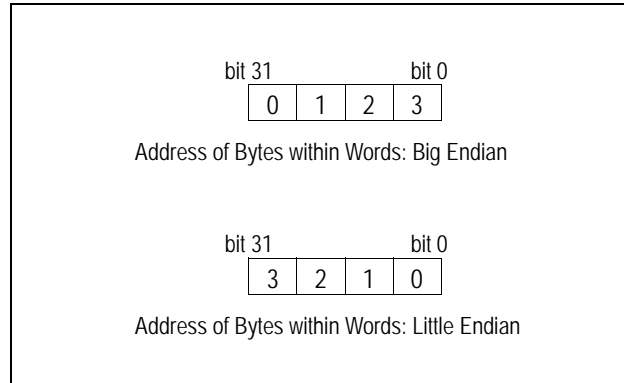 bit 31 bit 0
0 1 2 3
Address of Bytes within Words: Big Endian
bit 31 bit 0
3 2 1 0
Address of Bytes within Words: Little Endian